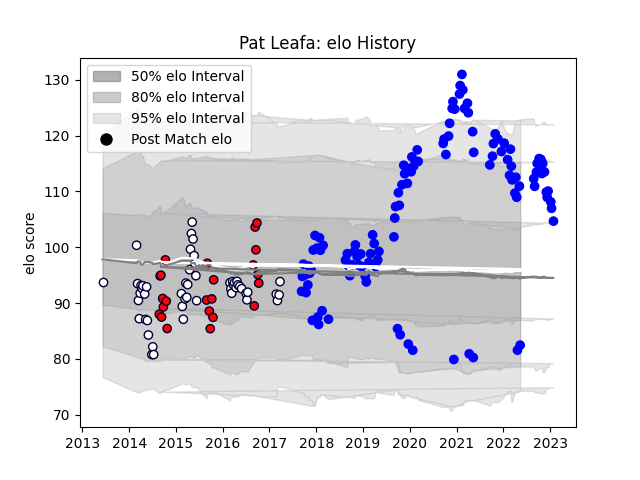 Pat Leafa: elo History
50% elo Interval
80% elo Interval
95% elo Interval
Post Match elo
elo score
130
120
110
100
90
80
70
2013 2014 2015 2016 2017 2018 2019 2020 2021 2022 2023